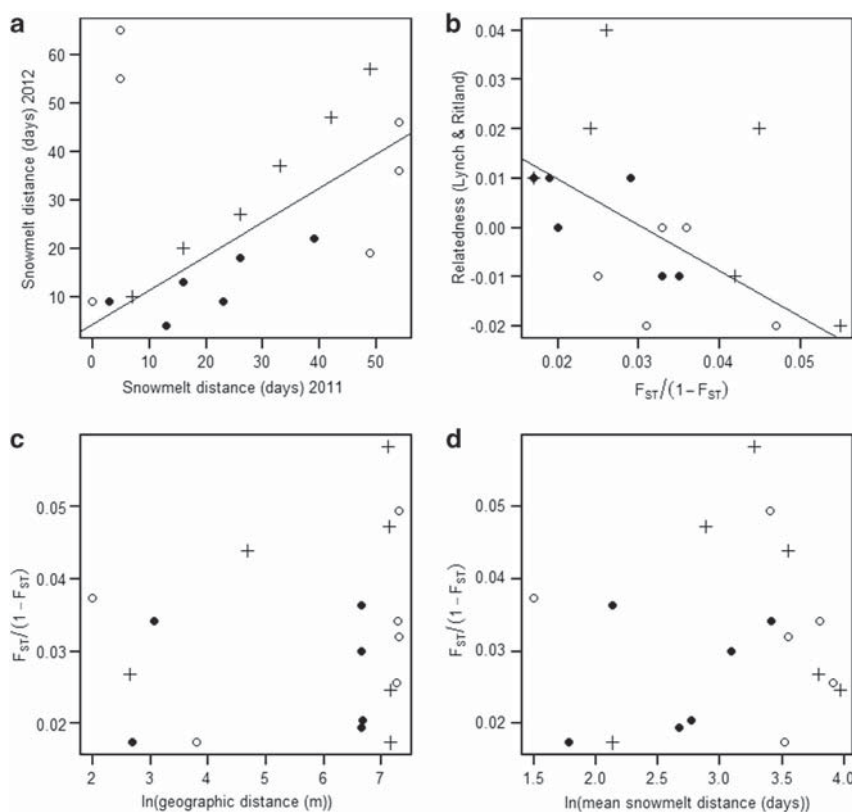 a
60
50
40
30
20
10
Snowmelt distance (days) 2012
0 10 20 30 40 50
Snowmelt distance (days) 2011
b
0.04
0.03
0.02
0.01
0.00
-0.01
-0.02
Relatedness (Lynch & Ritland)
0.02 0.03 0.04 0.05
FST/(1−FST)
c
0.05
0.04
0.03
0.02
FST/(1−FST)
2 3 4 5 6 7
ln(geographic distance (m))
d
0.05
0.04
0.03
0.02
FST/(1−FST)
1.5 2.0 2.5 3.0 3.5 4.0
ln(mean snowmelt distance (days))